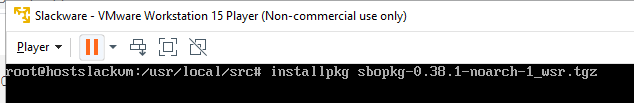 Slackware - VMware Workstation 15 Player (Non-commercial use only)
Player
root@hostslackvm:/usr/local/src# installpkg sbopkg-0.38.1-noarch-1_wsr.tgz